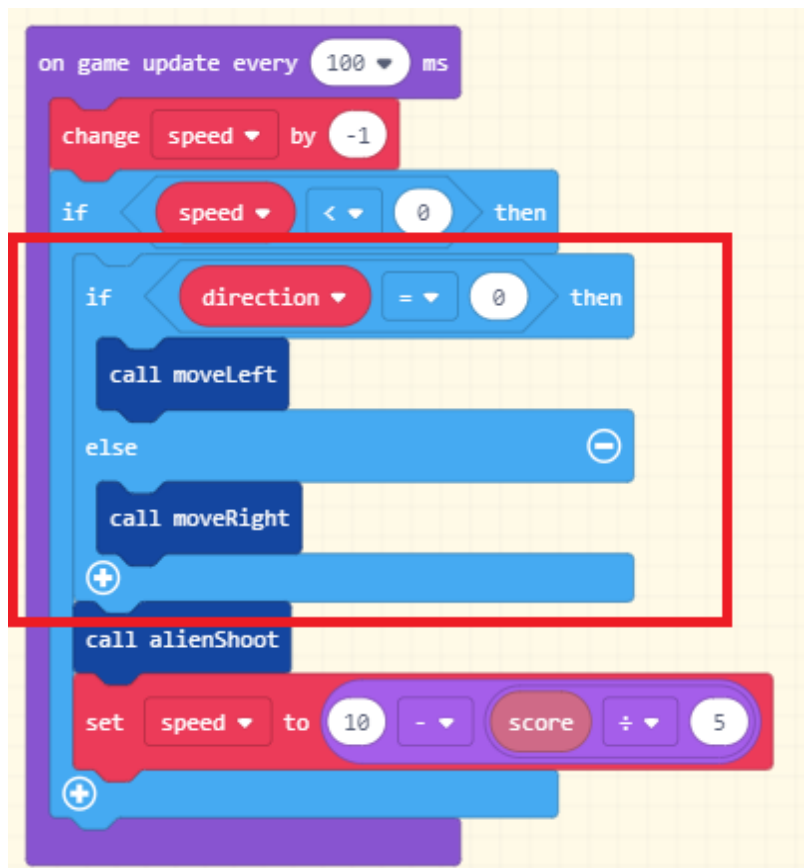 on game update every 100 ms
change speed by -1
if speed < 0 then
if direction = 0 then
call moveLeft
else
call moveRight
call alienShoot
set speed to 10 - score ÷ 5